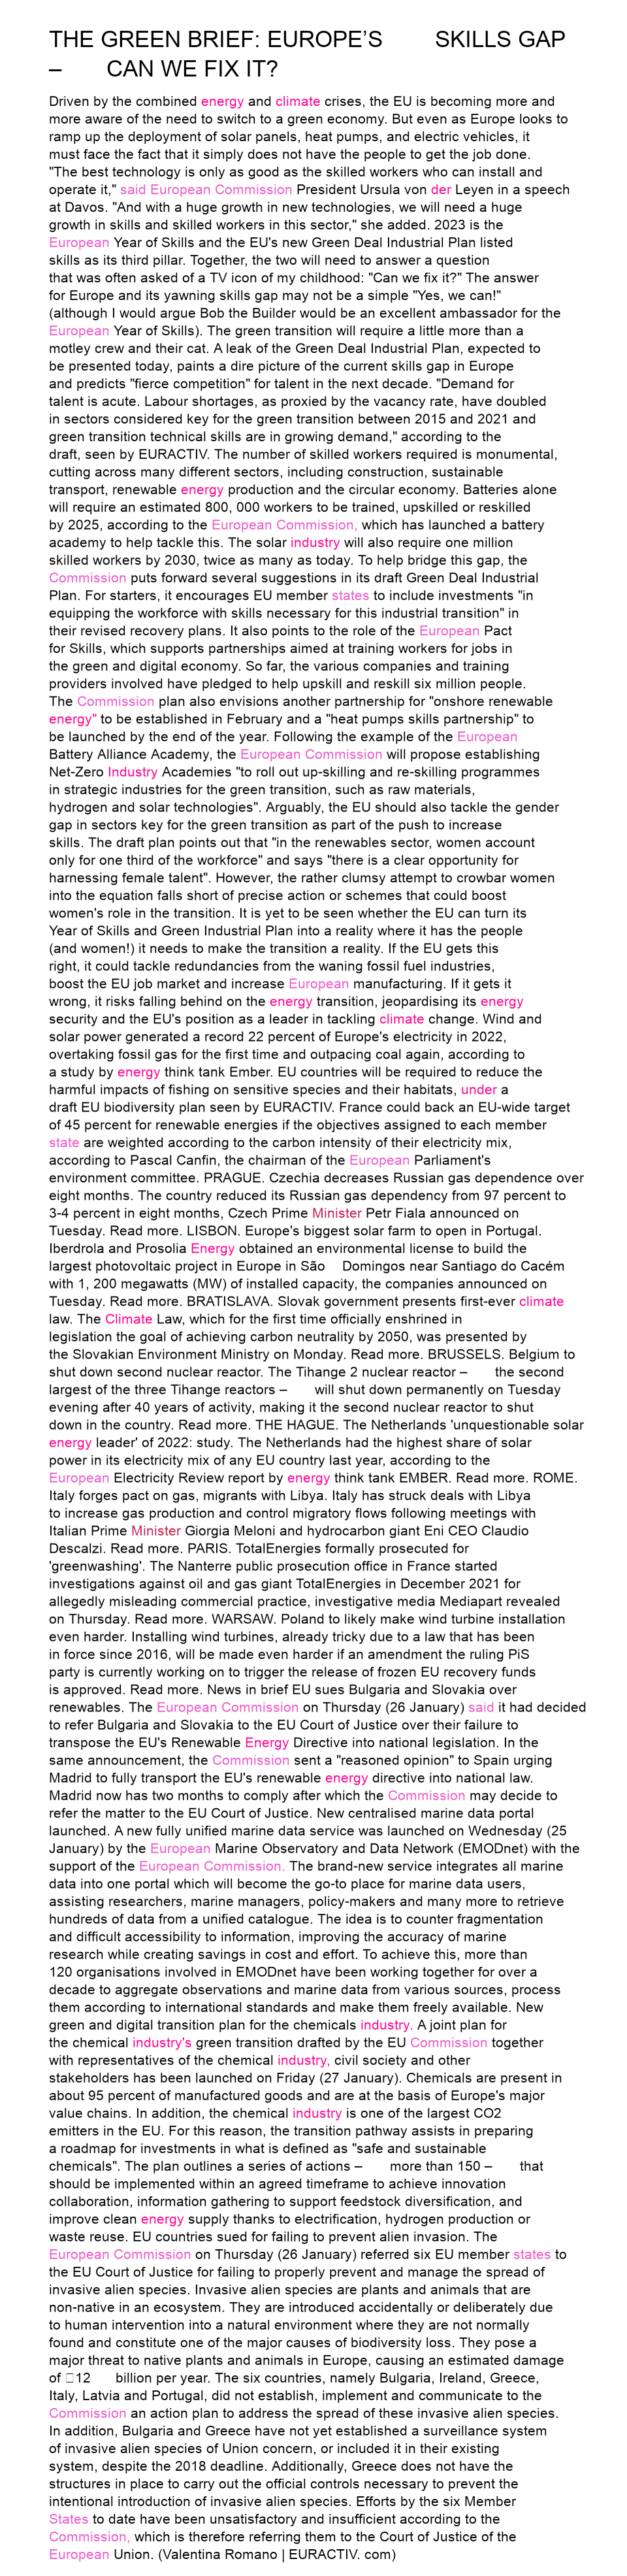 THE GREEN BRIEF: EUROPE’S SKILLS GAP
– CAN WE FIX IT?
Driven by the combined energy and climate crises, the EU is becoming more and
more aware of the need to switch to a green economy. But even as Europe looks to
ramp up the deployment of solar panels, heat pumps, and electric vehicles, it
must face the fact that it simply does not have the people to get the job done.
"The best technology is only as good as the skilled workers who can install and
operate it," said European Commission President Ursula von der Leyen in a speech
at Davos. "And with a huge growth in new technologies, we will need a huge
growth in skills and skilled workers in this sector," she added. 2023 is the
European Year of Skills and the EU's new Green Deal Industrial Plan listed
skills as its third pillar. Together, the two will need to answer a question
that was often asked of a TV icon of my childhood: "Can we fix it?" The answer
for Europe and its yawning skills gap may not be a simple "Yes, we can!"
(although I would argue Bob the Builder would be an excellent ambassador for the
European Year of Skills). The green transition will require a little more than a
motley crew and their cat. A leak of the Green Deal Industrial Plan, expected to
be presented today, paints a dire picture of the current skills gap in Europe
and predicts "fierce competition" for talent in the next decade. "Demand for
talent is acute. Labour shortages, as proxied by the vacancy rate, have doubled
in sectors considered key for the green transition between 2015 and 2021 and
green transition technical skills are in growing demand," according to the
draft, seen by EURACTIV. The number of skilled workers required is monumental,
cutting across many different sectors, including construction, sustainable
transport, renewable energy production and the circular economy. Batteries alone
will require an estimated 800, 000 workers to be trained, upskilled or reskilled
by 2025, according to the European Commission, which has launched a battery
academy to help tackle this. The solar industry will also require one million
skilled workers by 2030, twice as many as today. To help bridge this gap, the
Commission puts forward several suggestions in its draft Green Deal Industrial
Plan. For starters, it encourages EU member states to include investments "in
equipping the workforce with skills necessary for this industrial transition" in
their revised recovery plans. It also points to the role of the European Pact
for Skills, which supports partnerships aimed at training workers for jobs in
the green and digital economy. So far, the various companies and training
providers involved have pledged to help upskill and reskill six million people.
The Commission plan also envisions another partnership for "onshore renewable
energy" to be established in February and a "heat pumps skills partnership" to
be launched by the end of the year. Following the example of the European
Battery Alliance Academy, the European Commission will propose establishing
Net-Zero Industry Academies "to roll out up-skilling and re-skilling programmes
in strategic industries for the green transition, such as raw materials,
hydrogen and solar technologies". Arguably, the EU should also tackle the gender
gap in sectors key for the green transition as part of the push to increase
skills. The draft plan points out that "in the renewables sector, women account
only for one third of the workforce" and says "there is a clear opportunity for
harnessing female talent". However, the rather clumsy attempt to crowbar women
into the equation falls short of precise action or schemes that could boost
women's role in the transition. It is yet to be seen whether the EU can turn its
Year of Skills and Green Industrial Plan into a reality where it has the people
(and women!) it needs to make the transition a reality. If the EU gets this
right, it could tackle redundancies from the waning fossil fuel industries,
boost the EU job market and increase European manufacturing. If it gets it
wrong, it risks falling behind on the energy transition, jeopardising its energy
security and the EU's position as a leader in tackling climate change. Wind and
solar power generated a record 22 percent of Europe's electricity in 2022,
overtaking fossil gas for the first time and outpacing coal again, according to
a study by energy think tank Ember. EU countries will be required to reduce the
harmful impacts of fishing on sensitive species and their habitats, under a
draft EU biodiversity plan seen by EURACTIV. France could back an EU-wide target
of 45 percent for renewable energies if the objectives assigned to each member
state are weighted according to the carbon intensity of their electricity mix,
according to Pascal Canfin, the chairman of the European Parliament's
environment committee. PRAGUE. Czechia decreases Russian gas dependence over
eight months. The country reduced its Russian gas dependency from 97 percent to
3-4 percent in eight months, Czech Prime Minister Petr Fiala announced on
Tuesday. Read more. LISBON. Europe's biggest solar farm to open in Portugal.
Iberdrola and Prosolia Energy obtained an environmental license to build the
largest photovoltaic project in Europe in São Domingos near Santiago do Cacém
with 1, 200 megawatts (MW) of installed capacity, the companies announced on
Tuesday. Read more. BRATISLAVA. Slovak government presents first-ever climate
law. The Climate Law, which for the first time officially enshrined in
legislation the goal of achieving carbon neutrality by 2050, was presented by
the Slovakian Environment Ministry on Monday. Read more. BRUSSELS. Belgium to
shut down second nuclear reactor. The Tihange 2 nuclear reactor – the second
largest of the three Tihange reactors – will shut down permanently on Tuesday
evening after 40 years of activity, making it the second nuclear reactor to shut
down in the country. Read more. THE HAGUE. The Netherlands 'unquestionable solar
energy leader' of 2022: study. The Netherlands had the highest share of solar
power in its electricity mix of any EU country last year, according to the
European Electricity Review report by energy think tank EMBER. Read more. ROME.
Italy forges pact on gas, migrants with Libya. Italy has struck deals with Libya
to increase gas production and control migratory flows following meetings with
Italian Prime Minister Giorgia Meloni and hydrocarbon giant Eni CEO Claudio
Descalzi. Read more. PARIS. TotalEnergies formally prosecuted for
'greenwashing'. The Nanterre public prosecution office in France started
investigations against oil and gas giant TotalEnergies in December 2021 for
allegedly misleading commercial practice, investigative media Mediapart revealed
on Thursday. Read more. WARSAW. Poland to likely make wind turbine installation
even harder. Installing wind turbines, already tricky due to a law that has been
in force since 2016, will be made even harder if an amendment the ruling PiS
party is currently working on to trigger the release of frozen EU recovery funds
is approved. Read more. News in brief EU sues Bulgaria and Slovakia over
renewables. The European Commission on Thursday (26 January) said it had decided
to refer Bulgaria and Slovakia to the EU Court of Justice over their failure to
transpose the EU's Renewable Energy Directive into national legislation. In the
same announcement, the Commission sent a "reasoned opinion" to Spain urging
Madrid to fully transport the EU's renewable energy directive into national law.
Madrid now has two months to comply after which the Commission may decide to
refer the matter to the EU Court of Justice. New centralised marine data portal
launched. A new fully unified marine data service was launched on Wednesday (25
January) by the European Marine Observatory and Data Network (EMODnet) with the
support of the European Commission. The brand-new service integrates all marine
data into one portal which will become the go-to place for marine data users,
assisting researchers, marine managers, policy-makers and many more to retrieve
hundreds of data from a unified catalogue. The idea is to counter fragmentation
and difficult accessibility to information, improving the accuracy of marine
research while creating savings in cost and effort. To achieve this, more than
120 organisations involved in EMODnet have been working together for over a
decade to aggregate observations and marine data from various sources, process
them according to international standards and make them freely available. New
green and digital transition plan for the chemicals industry. A joint plan for
the chemical industry's green transition drafted by the EU Commission together
with representatives of the chemical industry, civil society and other
stakeholders has been launched on Friday (27 January). Chemicals are present in
about 95 percent of manufactured goods and are at the basis of Europe's major
value chains. In addition, the chemical industry is one of the largest CO2
emitters in the EU. For this reason, the transition pathway assists in preparing
a roadmap for investments in what is defined as "safe and sustainable
chemicals". The plan outlines a series of actions – more than 150 – that
should be implemented within an agreed timeframe to achieve innovation
collaboration, information gathering to support feedstock diversification, and
improve clean energy supply thanks to electrification, hydrogen production or
waste reuse. EU countries sued for failing to prevent alien invasion. The
European Commission on Thursday (26 January) referred six EU member states to
the EU Court of Justice for failing to properly prevent and manage the spread of
invasive alien species. Invasive alien species are plants and animals that are
non-native in an ecosystem. They are introduced accidentally or deliberately due
to human intervention into a natural environment where they are not normally
found and constitute one of the major causes of biodiversity loss. They pose a
major threat to native plants and animals in Europe, causing an estimated damage
of □12 billion per year. The six countries, namely Bulgaria, Ireland, Greece,
Italy, Latvia and Portugal, did not establish, implement and communicate to the
Commission an action plan to address the spread of these invasive alien species.
In addition, Bulgaria and Greece have not yet established a surveillance system
of invasive alien species of Union concern, or included it in their existing
system, despite the 2018 deadline. Additionally, Greece does not have the
structures in place to carry out the official controls necessary to prevent the
intentional introduction of invasive alien species. Efforts by the six Member
States to date have been unsatisfactory and insufficient according to the
Commission, which is therefore referring them to the Court of Justice of the
European Union. (Valentina Romano | EURACTIV. com)